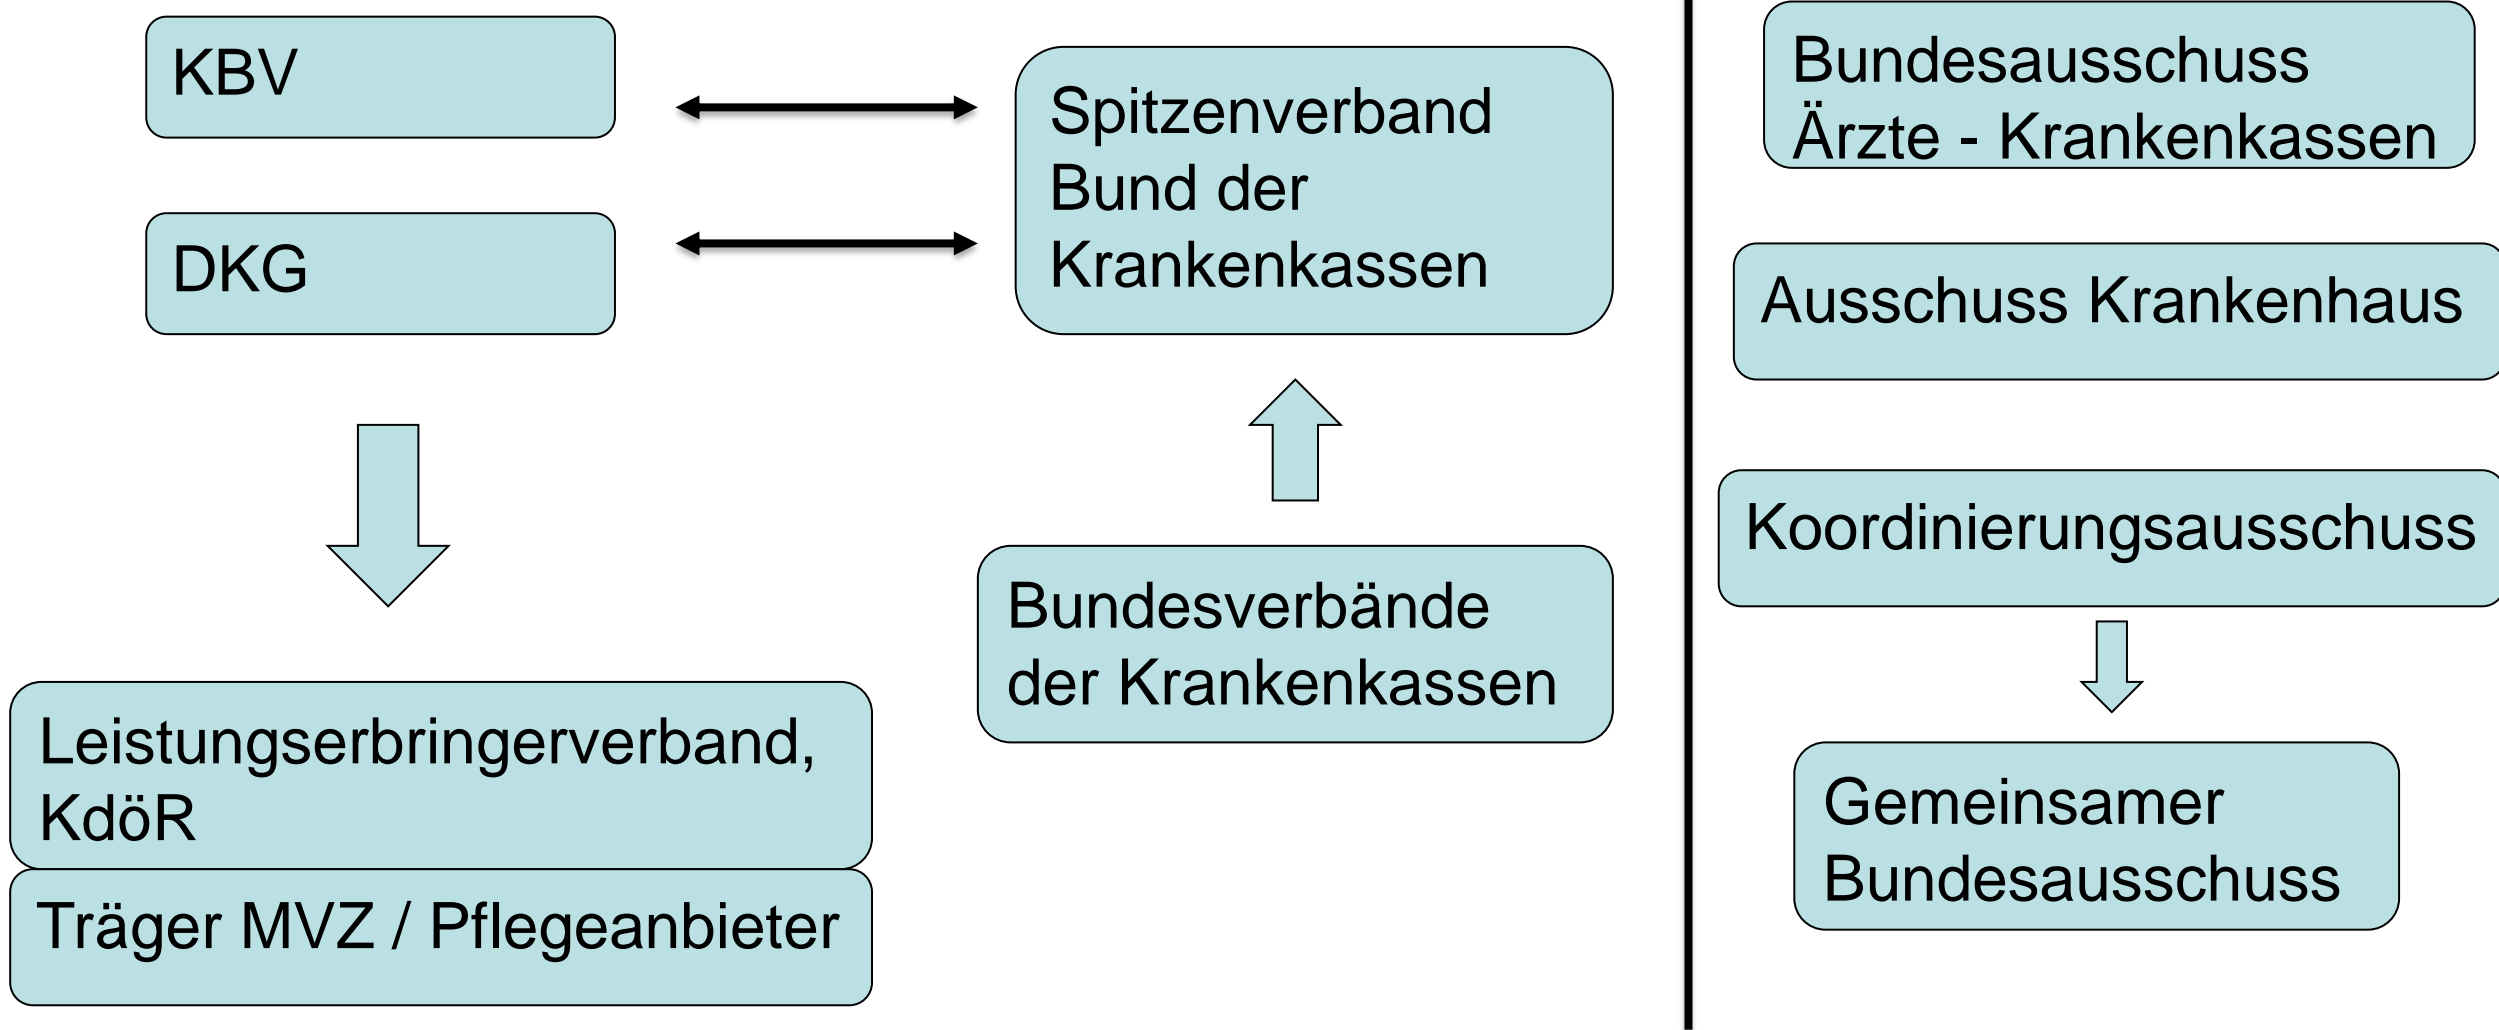 KBV
DKG
Spitzenverband
Bund der
Krankenkassen
Bundesverbände
der Krankenkassen
Leistungserbringerverband,
KdöR
Träger MVZ / Pflegeanbieter
Bundesausschuss
Ärzte - Krankenkassen
Ausschuss Krankenhaus
Koordinierungsausschuss
Gemeinsamer
Bundesausschuss